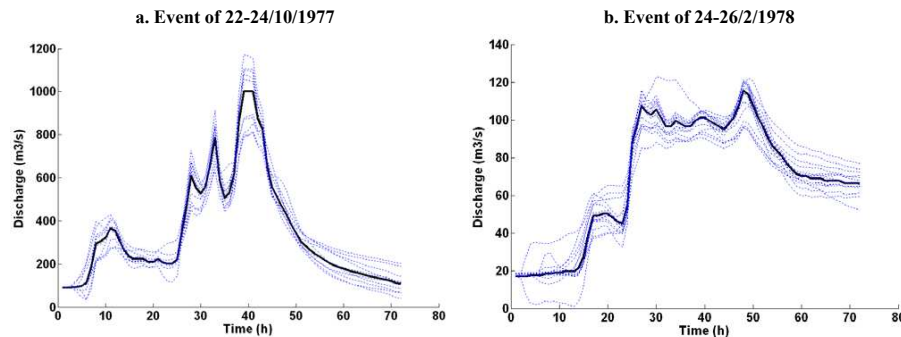 a. Event of 22-24/10/1977
b. Event of 24-26/2/1978
1200
1000
800
600
400
200
0
0 10 20 30 40 50 60 70 80
Discharge (m3/s)
Time (h)
140
120
100
80
60
40
20
0
0 10 20 30 40 50 60 70 80
Discharge (m3/s)
Time (h)